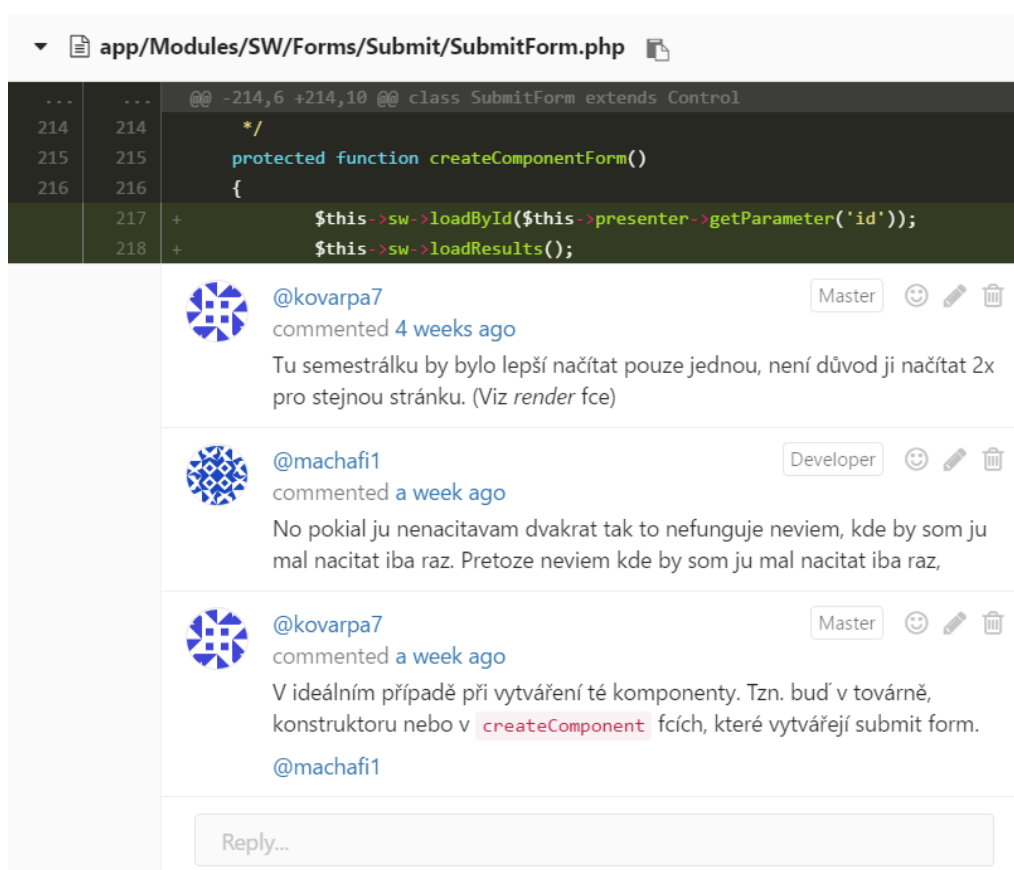 app/Modules/SW/Forms/Submit/SubmitForm.php
... ... @@ -214,6 +214,10 @@ class SubmitForm extends Control
214 214 */
215 215 protected function createComponentForm()
216 216 {
217 + $this->sw->loadById($this->presenter->getParameter('id'));
218 + $this->sw->loadResults();
@kovarpa7 Master
commented 4 weeks ago
Tu semestrálku by bylo lepší načítat pouze jednou, není důvod ji načítat 2x
pro stejnou stránku. (Viz render fce)
@machafi1 Developer
commented a week ago
No pokial ju nenacitavam dvakrat tak to nefunguje neviem, kde by som ju
mal nacitat iba raz. Pretoze neviem kde by som ju mal nacitat iba raz,
@kovarpa7 Master
commented a week ago
V ideálním případě při vytváření té komponenty. Tzn. buď v továrně,
konstruktoru nebo v createComponent fcích, které vytvářejí submit form.
@machafi1
Reply...